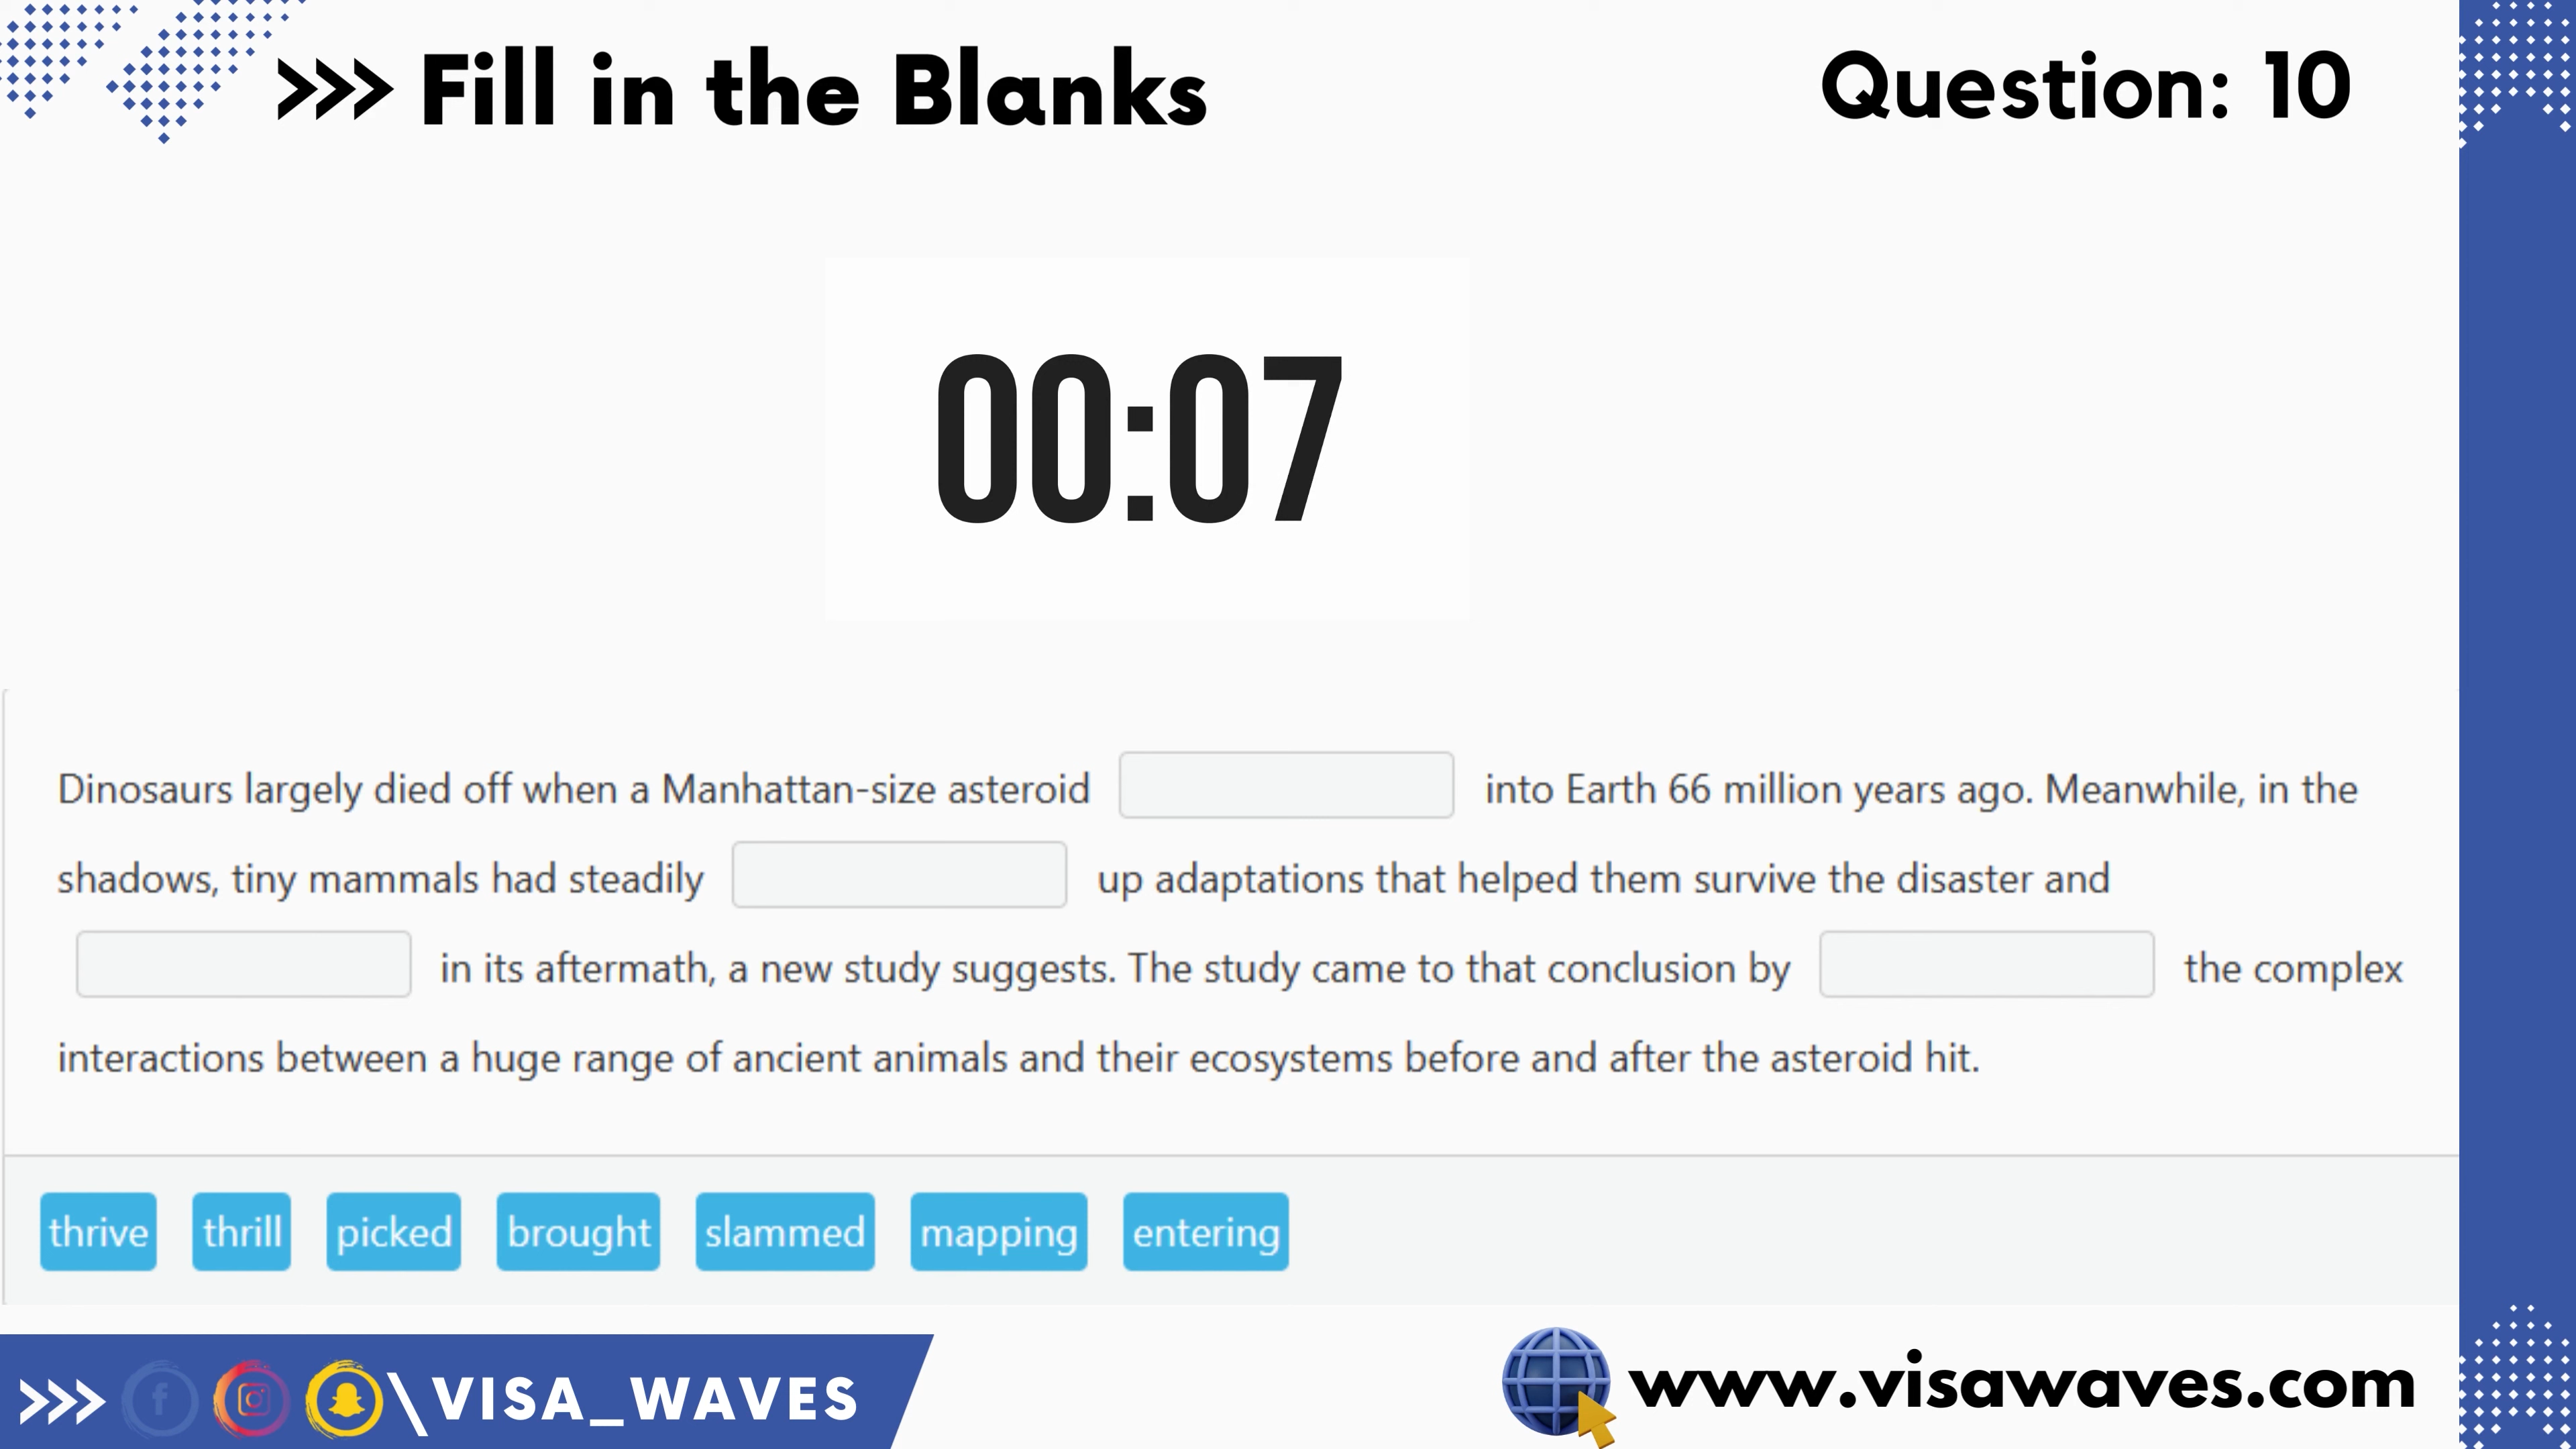 >>> Fill in the Blanks
Question: 10
00:07
Dinosaurs largely died off when a Manhattan-size asteroid into Earth 66 million years ago. Meanwhile, in the
shadows, tiny mammals had steadily up adaptations that helped them survive the disaster and
in its aftermath, a new study suggests. The study came to that conclusion by the complex
interactions between a huge range of ancient animals and their ecosystems before and after the asteroid hit.
thrive thrill picked brought slammed mapping entering
>>> f \VISA_WAVES
www.visawaves.com